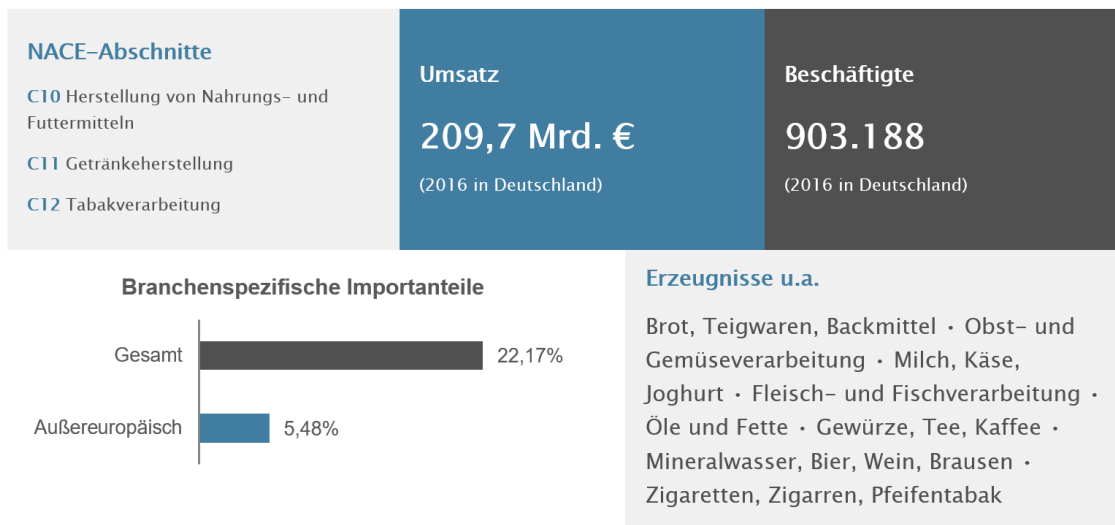 NACE–Abschnitte
C10 Herstellung von Nahrungs– und
Futtermitteln
C11 Getränkeherstellung
C12 Tabakverarbeitung
Umsatz
209,7 Mrd. €
(2016 in Deutschland)
Beschäftigte
903.188
(2016 in Deutschland)
Branchenspezifische Importanteile
Gesamt
22,17%
Außereuropäisch
5,48%
Erzeugnisse u.a.
Brot, Teigwaren, Backmittel · Obst– und
Gemüseverarbeitung · Milch, Käse,
Joghurt · Fleisch– und Fischverarbeitung ·
Öle und Fette · Gewürze, Tee, Kaffee ·
Mineralwasser, Bier, Wein, Brausen ·
Zigaretten, Zigarren, Pfeifentabak